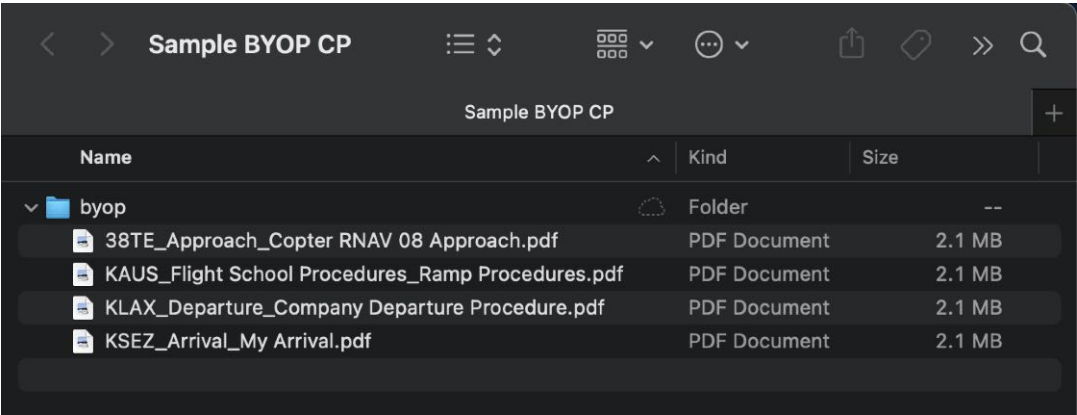 Sample BYOP CP
Sample BYOP CP
Name Kind Size
byop Folder --
38TE_Approach_Copter RNAV 08 Approach.pdf PDF Document 2.1 MB
KAUS_Flight School Procedures_Ramp Procedures.pdf PDF Document 2.1 MB
KLAX_Departure_Company Departure Procedure.pdf PDF Document 2.1 MB
KSEZ_Arrival_My Arrival.pdf PDF Document 2.1 MB